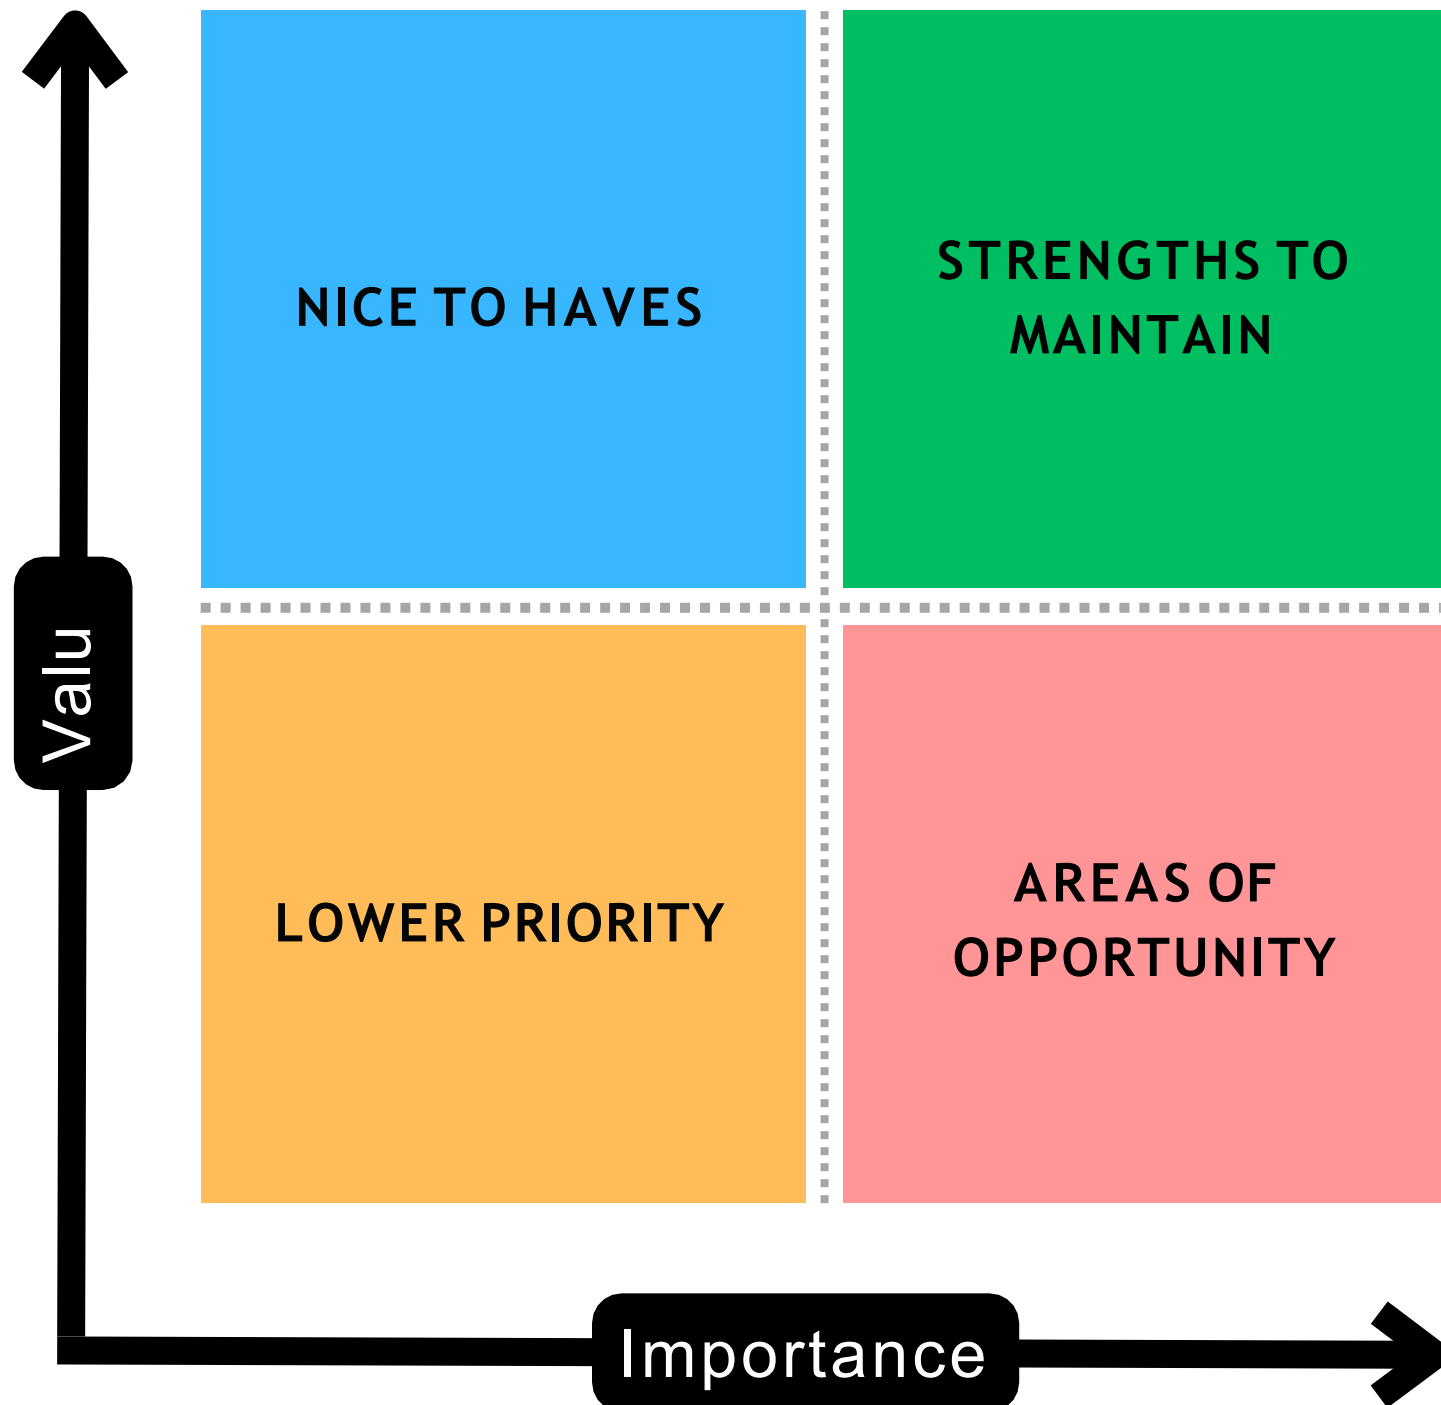 NICE TO HAVES
STRENGTHS TO
MAINTAIN
Valu
LOWER PRIORITY
AREAS OF
OPPORTUNITY
Importance